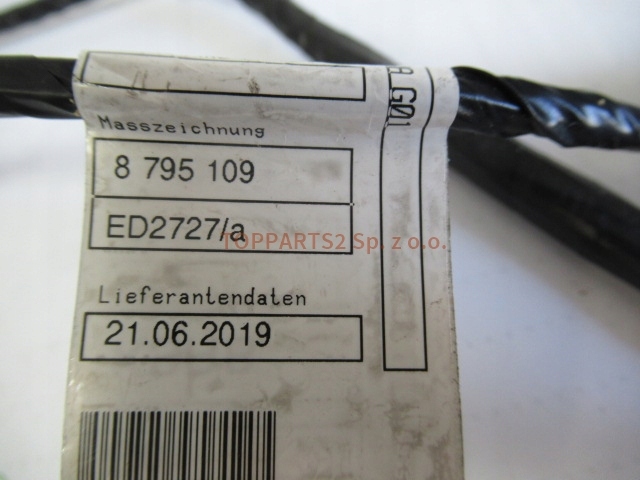 Masszeichnung
8 795 109
ED2727/a
TOPPARTS2 Sp. z o.o.
Lieferantendaten
21.06.2019
G01